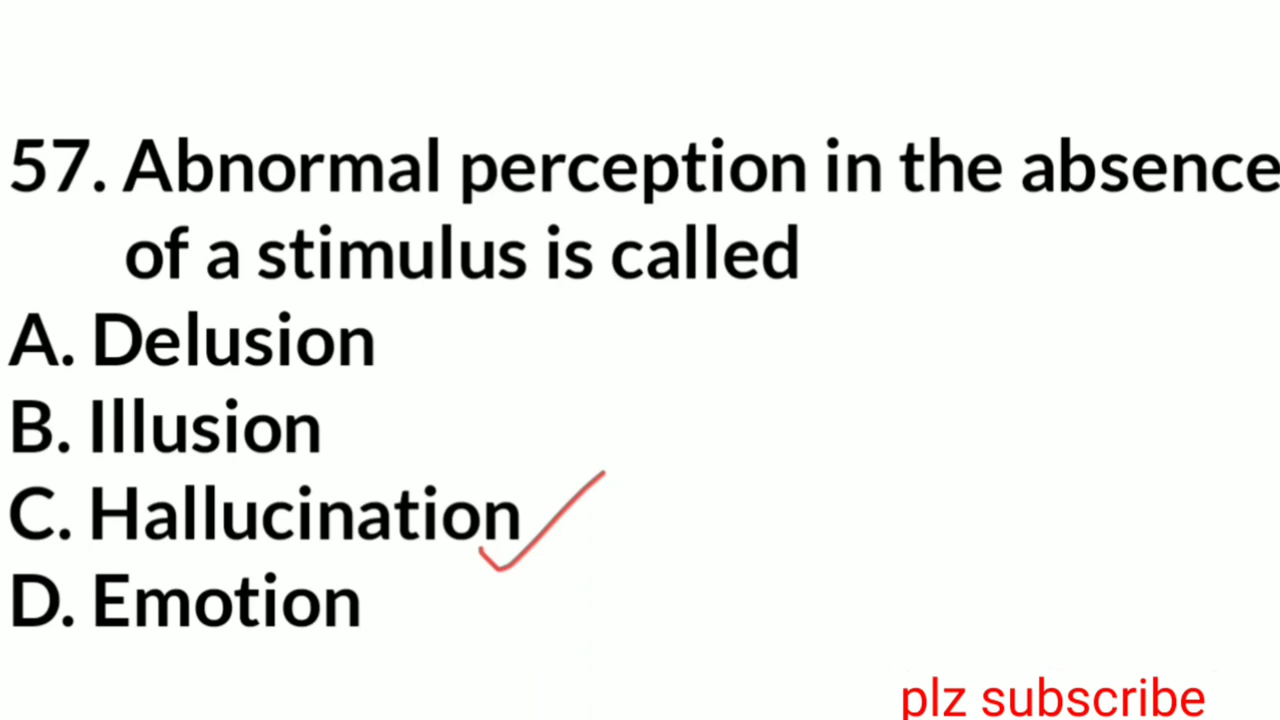 57. Abnormal perception in the absence
of a stimulus is called
A. Delusion
B. Illusion
C. Hallucination
D. Emotion
plz subscribe